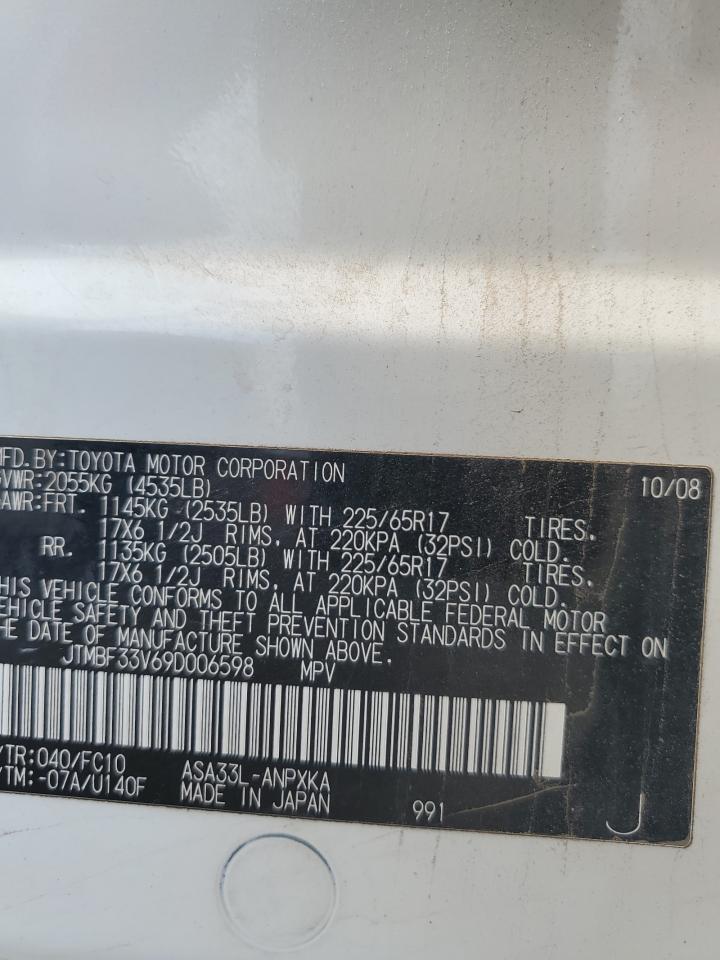 MFD. BY: TOYOTA MOTOR CORPORATION 10/08
GVWR: 2055KG (4535LB)
GAWR: FRT. 1145KG (2535LB) WITH 225/65R17 TIRES.
17X6 1/2J RIMS, AT 220KPA (32PSI) COLD.
RR. 1135KG (2505LB) WITH 225/65R17 TIRES.
17X6 1/2J RIMS, AT 220KPA (32PSI) COLD.
THIS VEHICLE CONFORMS TO ALL APPLICABLE FEDERAL MOTOR
VEHICLE SAFETY AND THEFT PREVENTION STANDARDS IN EFFECT ON
THE DATE OF MANUFACTURE SHOWN ABOVE.
JTMBF33V69D006598 MPV
/TR: 040/FC10 ASA33L-ANPXKA
/TM: -07A/U140F MADE IN JAPAN 991 J